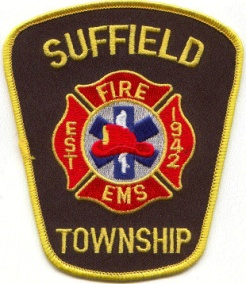 SUFFIELD
FIRE
EST 1942
EMS
TOWNSHIP